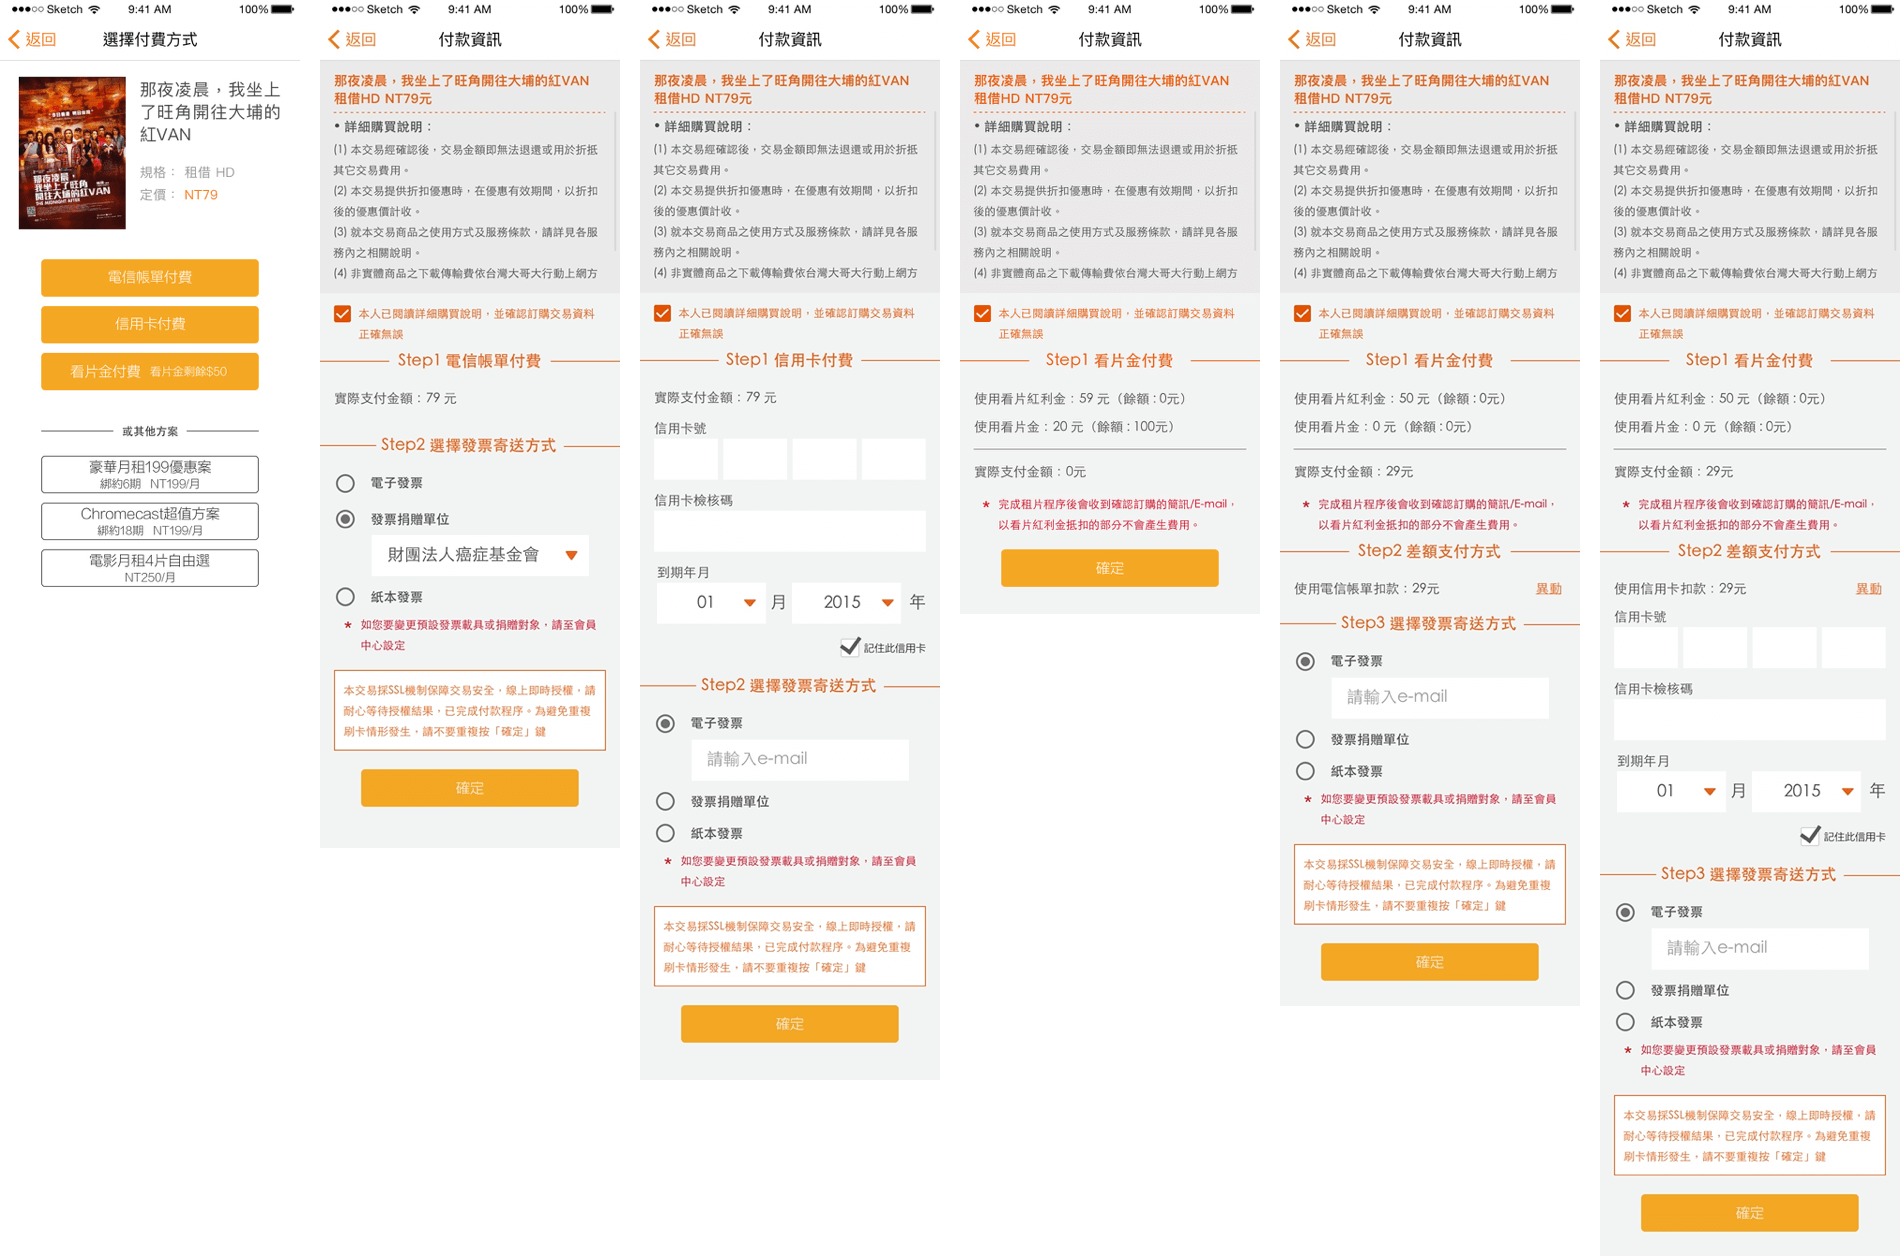 Sketch 9:41 AM 100%
返回 選擇付費方式
那夜凌晨，我坐上
了旺角開往大埔的
紅VAN
規格： 租借 HD
定價： NT79
那夜凌晨，
我坐上了旺角
開往大埔的紅VAN
THE MIDNIGHT AFTER
電信帳單付費
信用卡付費
看片金付費 看片金剩餘$50
或其他方案
豪華月租199優惠案
綁約6期 NT199/月
Chromecast超值方案
綁約18期 NT199/月
電影月租4片自由選
NT250/月
Sketch 9:41 AM 100%
返回 付款資訊
那夜凌晨，我坐上了旺角開往大埔的紅VAN
租借HD NT79元
• 詳細購買說明：
(1) 本交易經確認後，交易金額即無法退還或用於折抵
其它交易費用。
(2) 本交易提供折扣優惠時，在優惠有效期間，以折扣
後的優惠價計收。
(3) 就本交易商品之使用方式及服務條款，請詳見各服
務內之相關說明。
(4) 非實體商品之下載傳輸費依台灣大哥大行動上網方
本人已閱讀詳細購買說明，並確認訂購交易資料
正確無誤
Step1 電信帳單付費
實際支付金額：79 元
Step2 選擇發票寄送方式
電子發票
發票捐贈單位
財團法人癌症基金會
紙本發票
* 如您要變更預設發票載具或捐贈對象，請至會員
中心設定
本交易採SSL機制保障交易安全，線上即時授權，請
耐心等待授權結果，已完成付款程序。為避免重複
刷卡情形發生，請不要重複按「確定」鍵
確定
Sketch 9:41 AM 100%
返回 付款資訊
那夜凌晨，我坐上了旺角開往大埔的紅VAN
租借HD NT79元
• 詳細購買說明：
(1) 本交易經確認後，交易金額即無法退還或用於折抵
其它交易費用。
(2) 本交易提供折扣優惠時，在優惠有效期間，以折扣
後的優惠價計收。
(3) 就本交易商品之使用方式及服務條款，請詳見各服
務內之相關說明。
(4) 非實體商品之下載傳輸費依台灣大哥大行動上網方
本人已閱讀詳細購買說明，並確認訂購交易資料
正確無誤
Step1 信用卡付費
實際支付金額：79 元
信用卡號
信用卡檢核碼
到期年月
01 月 2015 年
記住此信用卡
Step2 選擇發票寄送方式
電子發票
請輸入e-mail
發票捐贈單位
紙本發票
* 如您要變更預設發票載具或捐贈對象，請至會員
中心設定
本交易採SSL機制保障交易安全，線上即時授權，請
耐心等待授權結果，已完成付款程序。為避免重複
刷卡情形發生，請不要重複按「確定」鍵
確定
Sketch 9:41 AM 100%
返回 付款資訊
那夜凌晨，我坐上了旺角開往大埔的紅VAN
租借HD NT79元
• 詳細購買說明：
(1) 本交易經確認後，交易金額即無法退還或用於折抵
其它交易費用。
(2) 本交易提供折扣優惠時，在優惠有效期間，以折扣
後的優惠價計收。
(3) 就本交易商品之使用方式及服務條款，請詳見各服
務內之相關說明。
(4) 非實體商品之下載傳輸費依台灣大哥大行動上網方
本人已閱讀詳細購買說明，並確認訂購交易資料
正確無誤
Step1 看片金付費
使用看片紅利金：59 元（餘額：0元）
使用看片金：20 元（餘額：100元）
實際支付金額：0元
* 完成租片程序後會收到確認訂購的簡訊/E-mail，
以看片紅利金抵扣的部分不會產生費用。
確定
Sketch 9:41 AM 100%
返回 付款資訊
那夜凌晨，我坐上了旺角開往大埔的紅VAN
租借HD NT79元
• 詳細購買說明：
(1) 本交易經確認後，交易金額即無法退還或用於折抵
其它交易費用。
(2) 本交易提供折扣優惠時，在優惠有效期間，以折扣
後的優惠價計收。
(3) 就本交易商品之使用方式及服務條款，請詳見各服
務內之相關說明。
(4) 非實體商品之下載傳輸費依台灣大哥大行動上網方
本人已閱讀詳細購買說明，並確認訂購交易資料
正確無誤
Step1 看片金付費
使用看片紅利金：50 元（餘額：0元）
使用看片金：0 元（餘額：0元）
實際支付金額：29元
* 完成租片程序後會收到確認訂購的簡訊/E-mail，
以看片紅利金抵扣的部分不會產生費用。
Step2 差額支付方式
使用電信帳單扣款：29元 異動
Step3 選擇發票寄送方式
電子發票
請輸入e-mail
發票捐贈單位
紙本發票
* 如您要變更預設發票載具或捐贈對象，請至會員
中心設定
本交易採SSL機制保障交易安全，線上即時授權，請
耐心等待授權結果，已完成付款程序。為避免重複
刷卡情形發生，請不要重複按「確定」鍵
確定
Sketch 9:41 AM 100%
返回 付款資訊
那夜凌晨，我坐上了旺角開往大埔的紅VAN
租借HD NT79元
• 詳細購買說明：
(1) 本交易經確認後，交易金額即無法退還或用於折抵
其它交易費用。
(2) 本交易提供折扣優惠時，在優惠有效期間，以折扣
後的優惠價計收。
(3) 就本交易商品之使用方式及服務條款，請詳見各服
務內之相關說明。
(4) 非實體商品之下載傳輸費依台灣大哥大行動上網方
本人已閱讀詳細購買說明，並確認訂購交易資料
正確無誤
Step1 看片金付費
使用看片紅利金：50 元（餘額：0元）
使用看片金：0 元（餘額：0元）
實際支付金額：29元
* 完成租片程序後會收到確認訂購的簡訊/E-mail，
以看片紅利金抵扣的部分不會產生費用。
Step2 差額支付方式
使用信用卡扣款：29元 異動
信用卡號
信用卡檢核碼
到期年月
01 月 2015 年
記住此信用卡
Step3 選擇發票寄送方式
電子發票
請輸入e-mail
發票捐贈單位
紙本發票
* 如您要變更預設發票載具或捐贈對象，請至會員
中心設定
本交易採SSL機制保障交易安全，線上即時授權，請
耐心等待授權結果，已完成付款程序。為避免重複
刷卡情形發生，請不要重複按「確定」鍵
確定